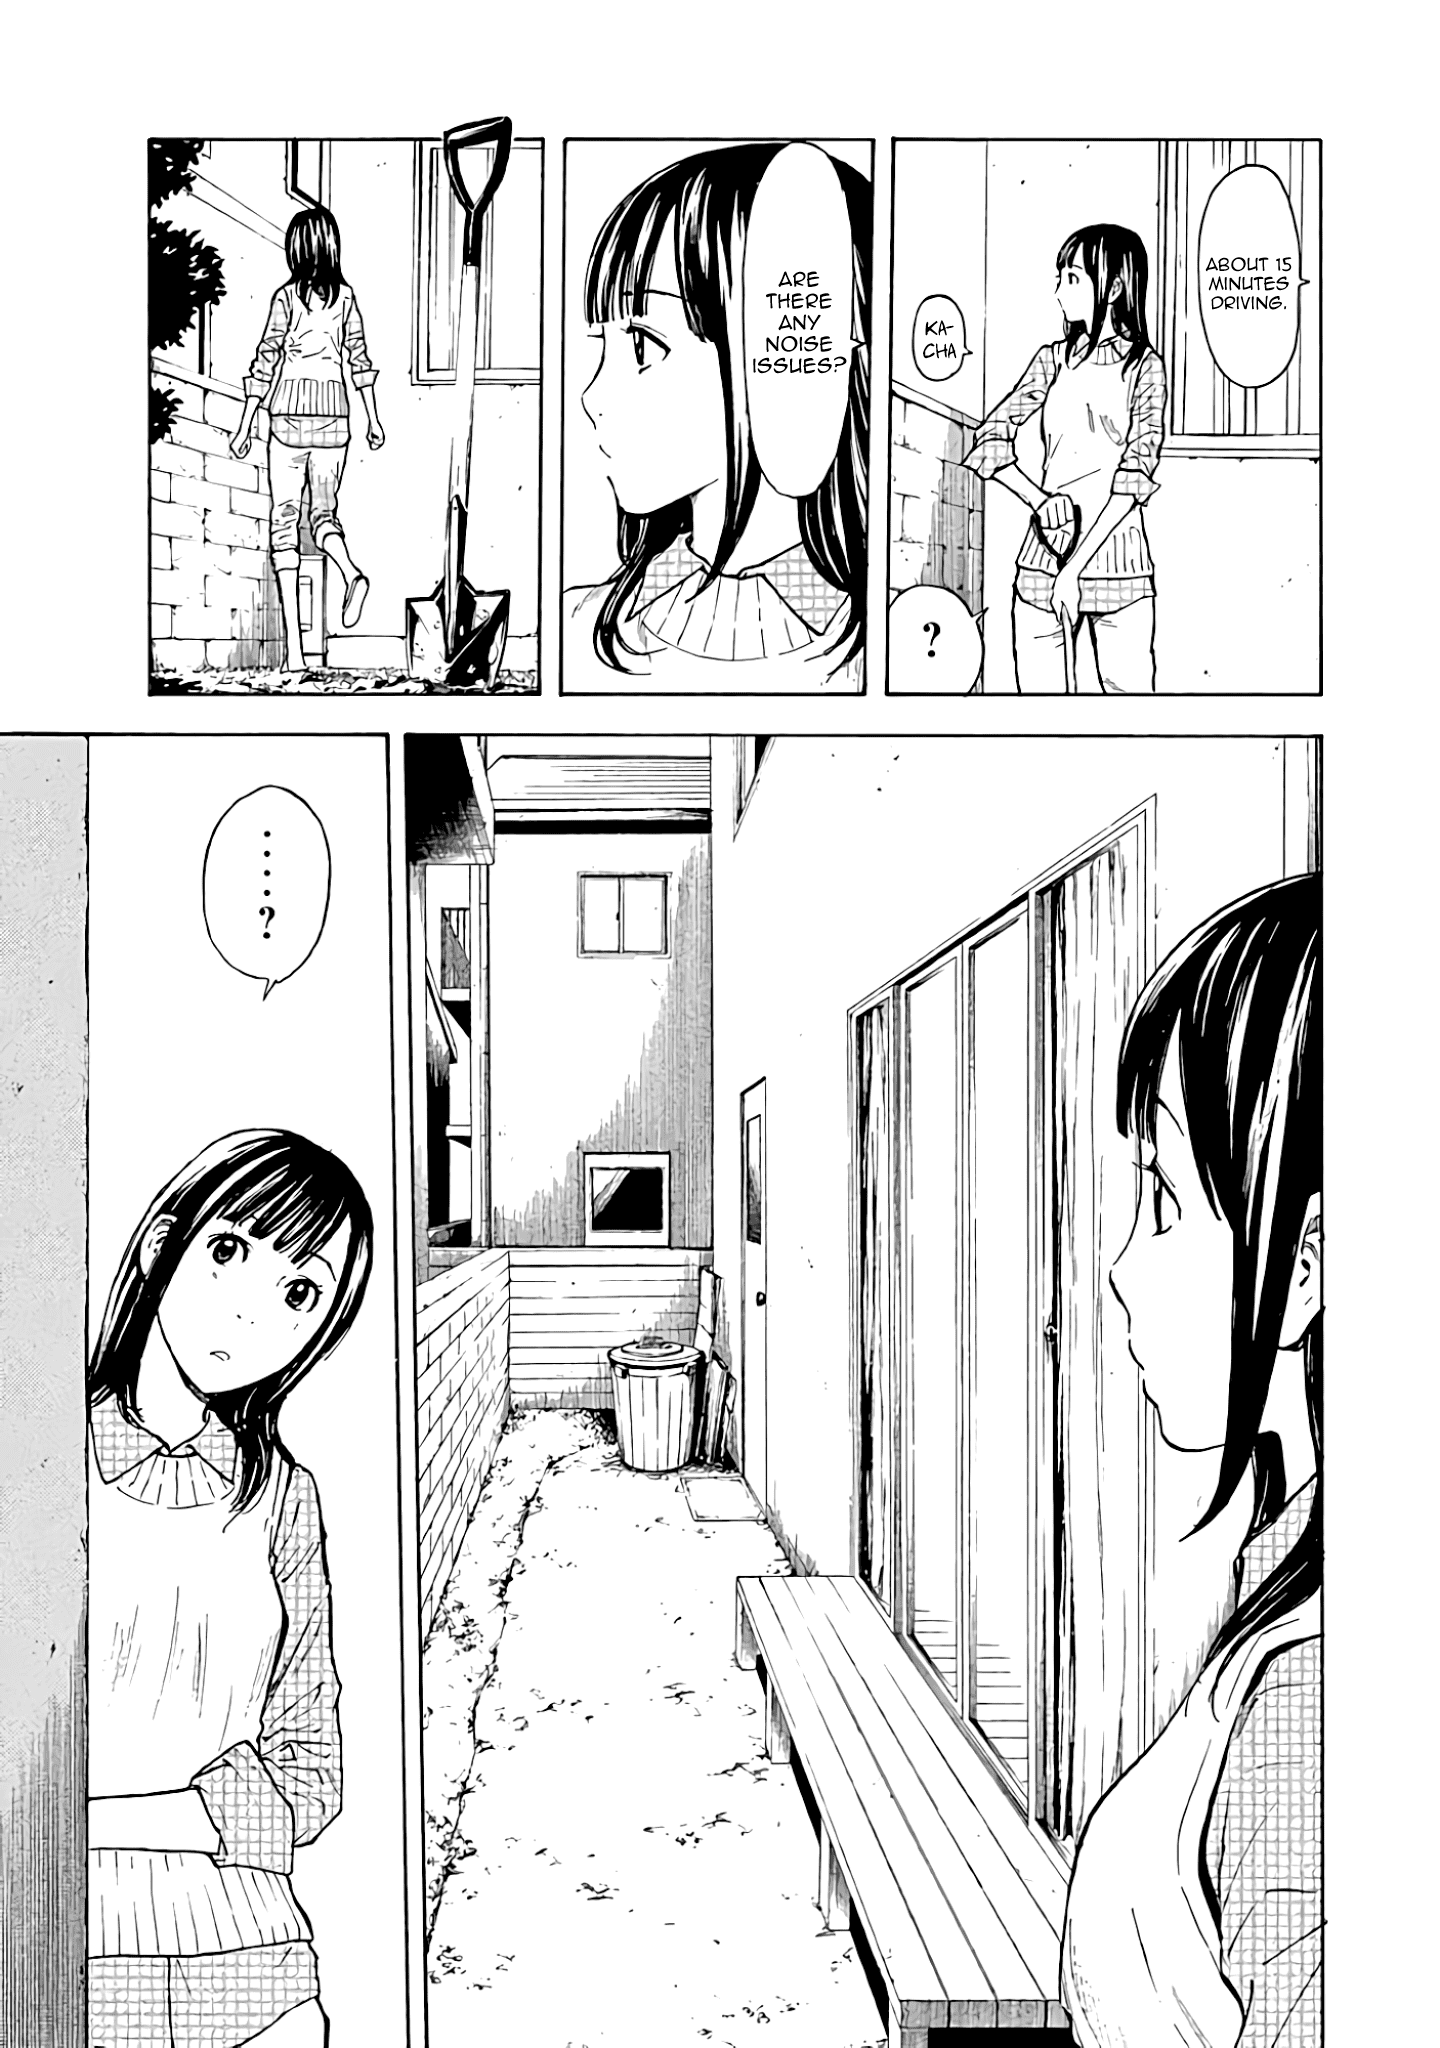 ABOUT 15
MINUTES
DRIVING.
KA-
CHA
?
ARE
THERE
ANY
NOISE
ISSUES?
.....?